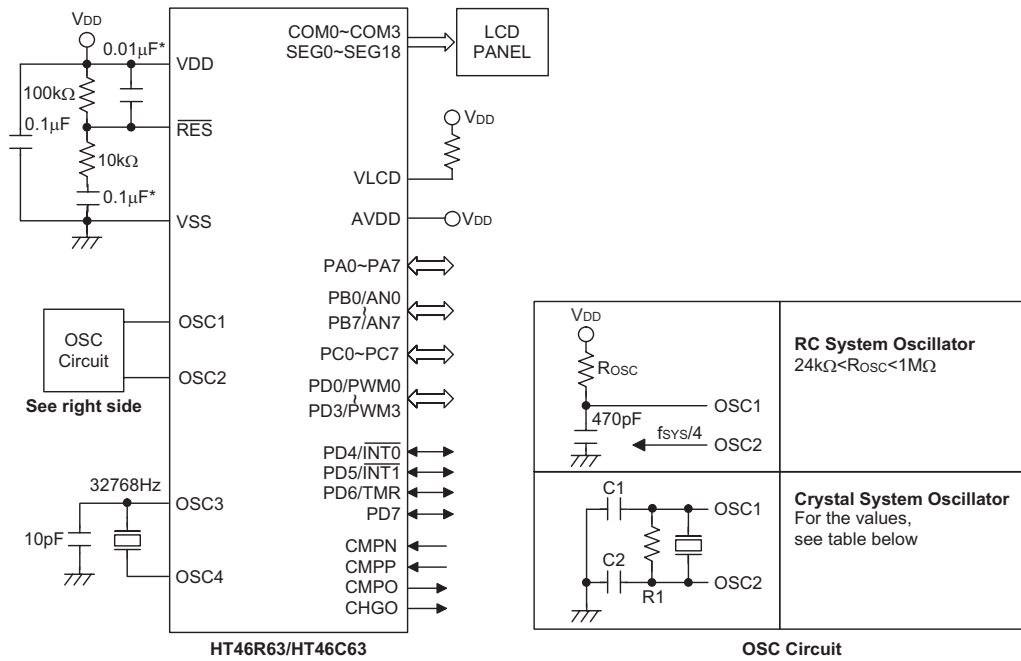 VDD
0.01μF*
VDD
100kΩ
0.1μF
RES
10kΩ
0.1μF*
VSS
OSC
Circuit
OSC1
OSC2
See right side
32768Hz
OSC3
10pF
OSC4
COM0~COM3
SEG0~SEG18
LCD
PANEL
VDD
VLCD
AVDD
VDD
PA0~PA7
PB0/AN0
~
PB7/AN7
PC0~PC7
PD0/PWM0
~
PD3/PWM3
PD4/INT0
PD5/INT1
PD6/TMR
PD7
CMPN
CMPP
CMPO
CHGO
HT46R63/HT46C63
VDD
ROSC
470pF
OSC1
fSYS/4
OSC2
RC System Oscillator
24kΩ<ROSC<1MΩ
C1
OSC1
C2
R1
OSC2
Crystal System Oscillator
For the values,
see table below
OSC Circuit